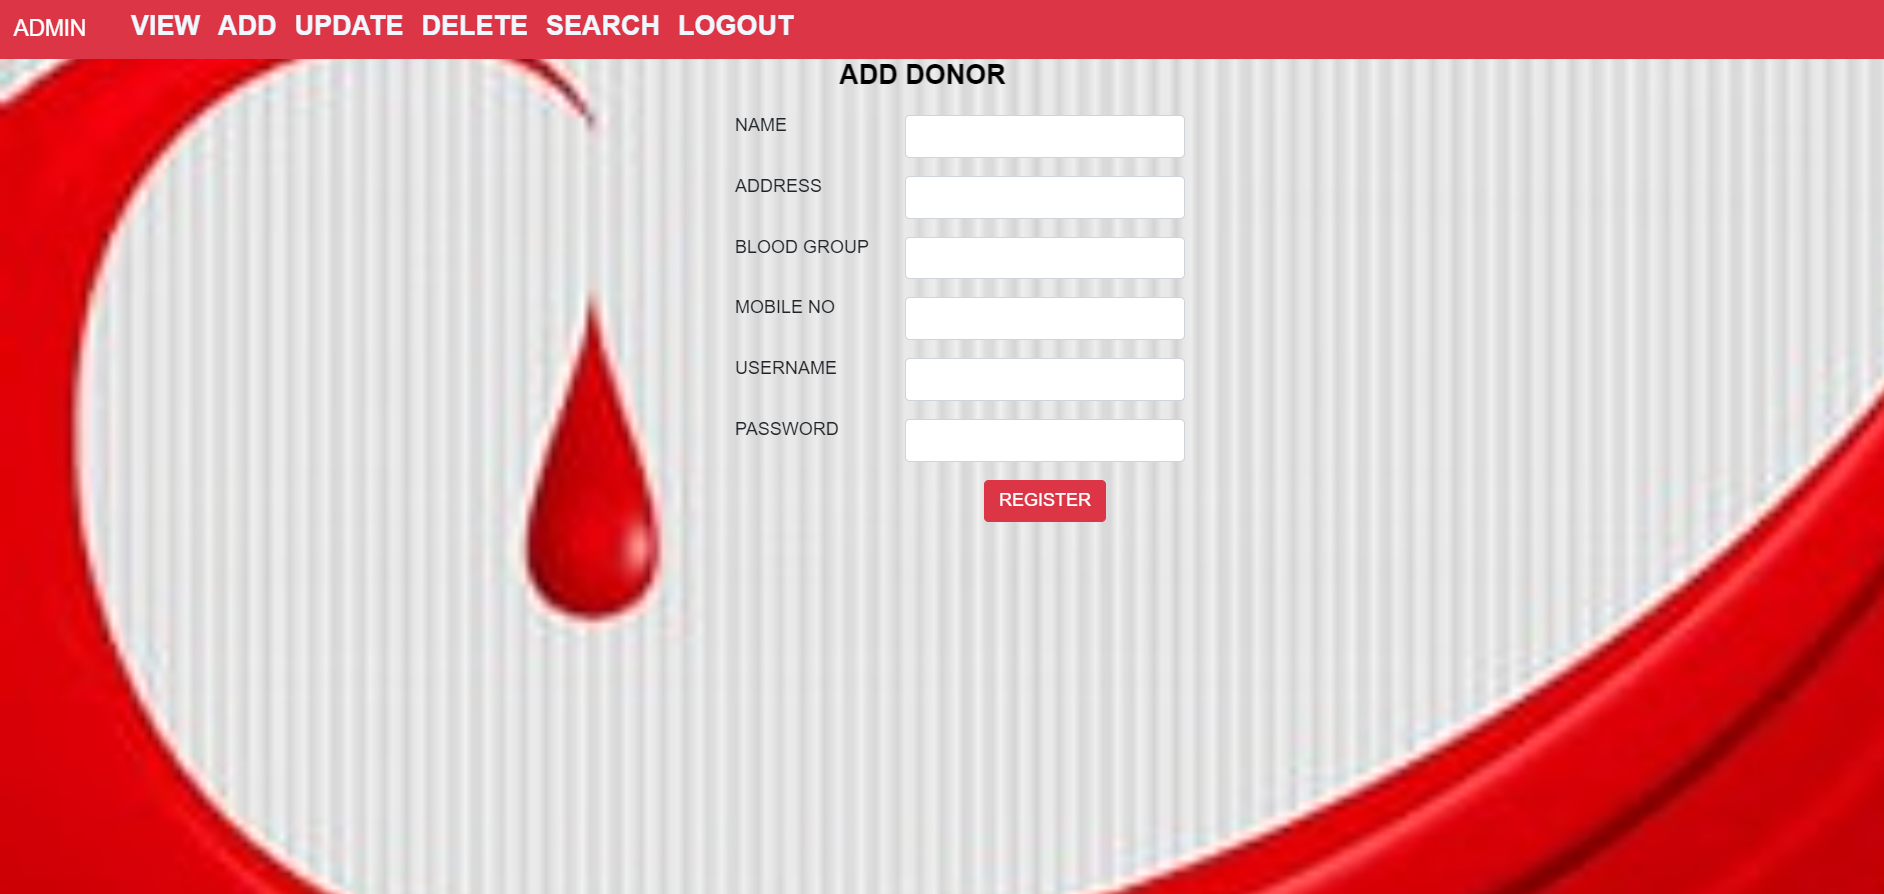 ADMIN VIEW ADD UPDATE DELETE SEARCH LOGOUT
ADD DONOR
NAME
ADDRESS
BLOOD GROUP
MOBILE NO
USERNAME
PASSWORD
REGISTER